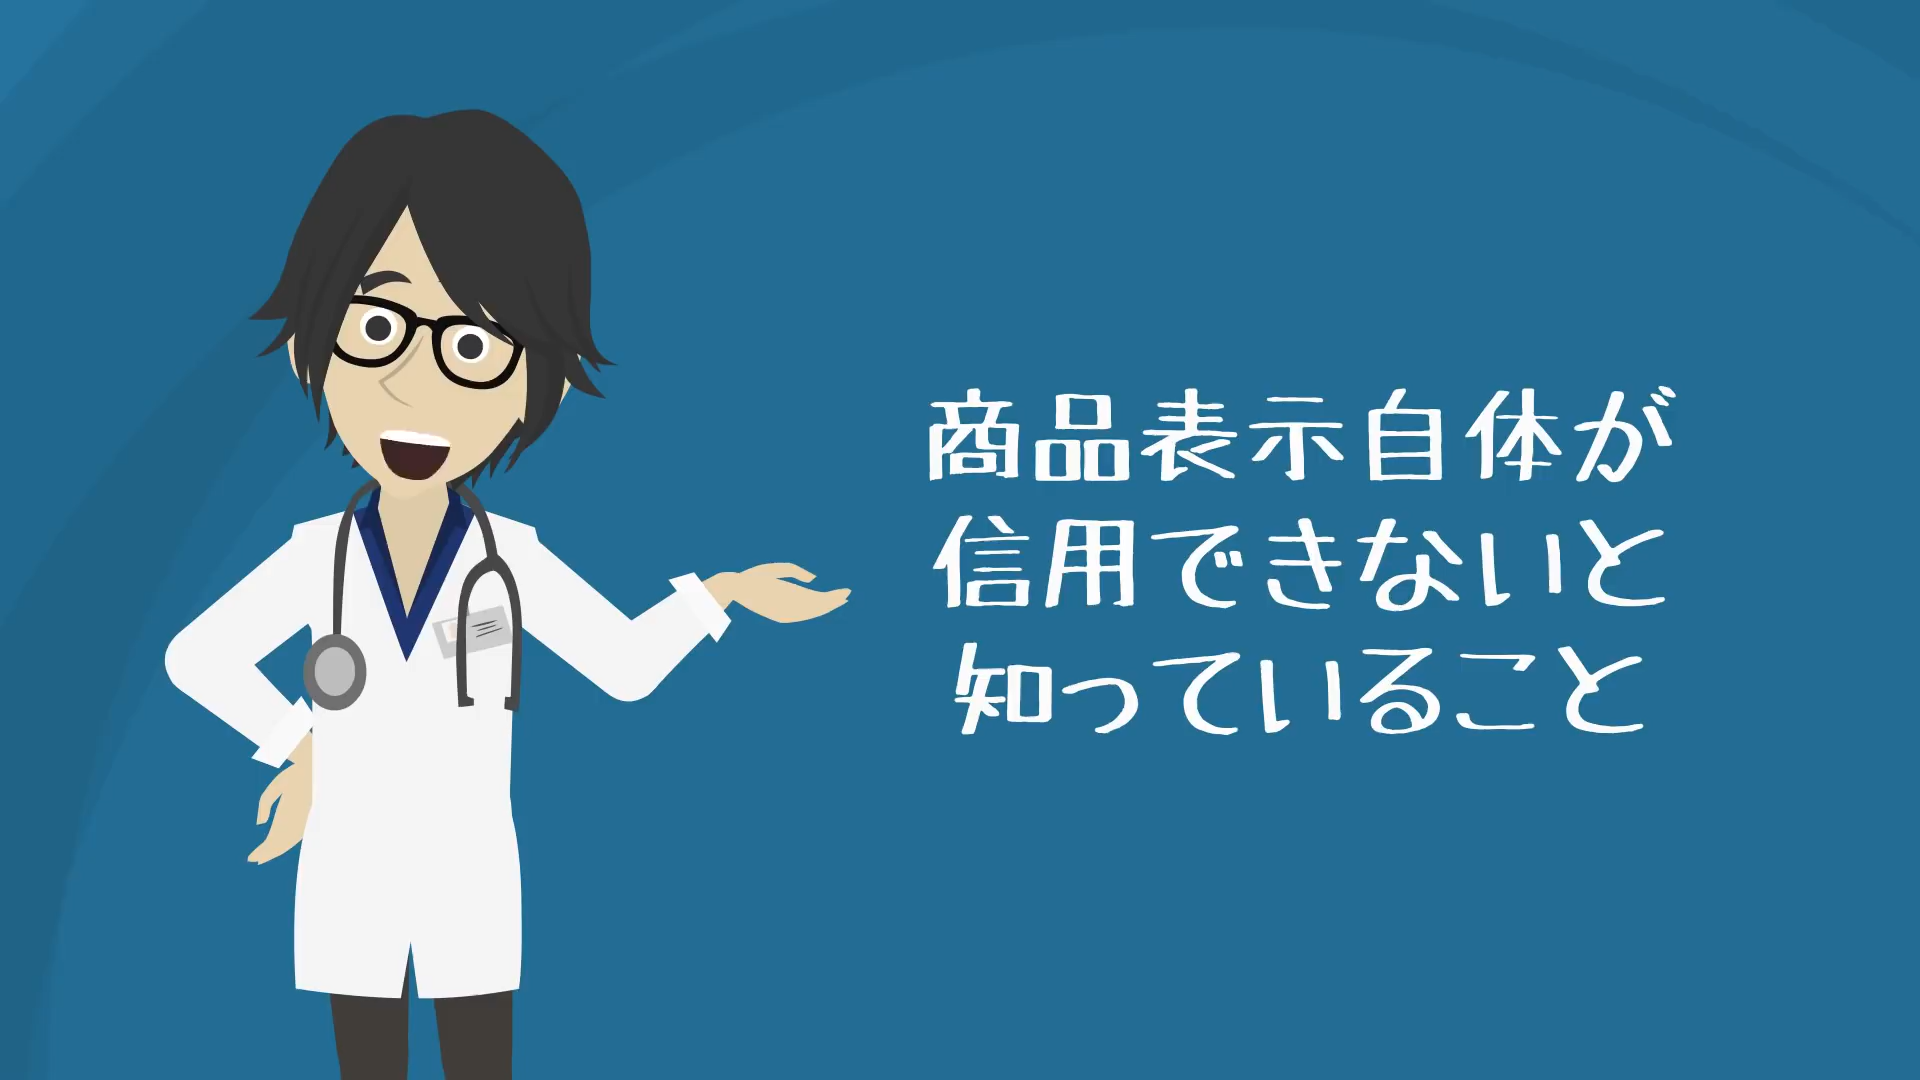 商品表示自体が
信用できないと
知っていること